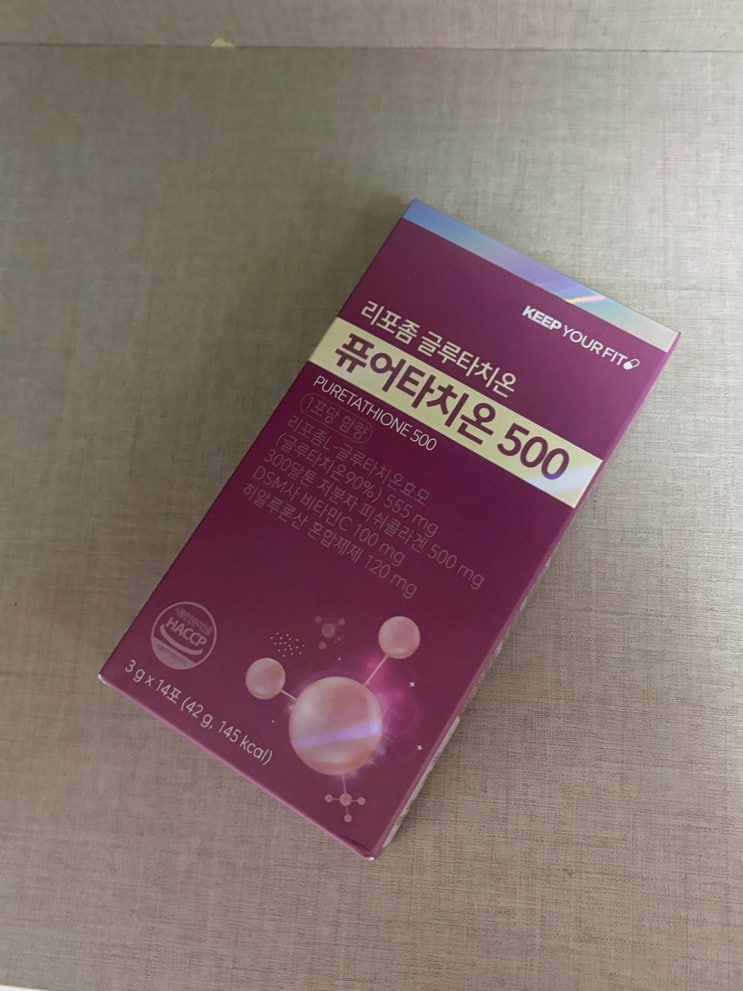 KEEP YOUR FIT
리포좀 글루타치온
퓨어타치온 500
PURETATHIONE 500
1포당 함량
리포좀L-글루타치온효모
(글루타치온90%) 555 mg
300달톤 저분자 피쉬콜라겐 500 mg
DSM사 비타민C 100 mg
히알루론산 혼합제제 120 mg
HACCP
3 g x 14포 (42 g, 145 kcal)